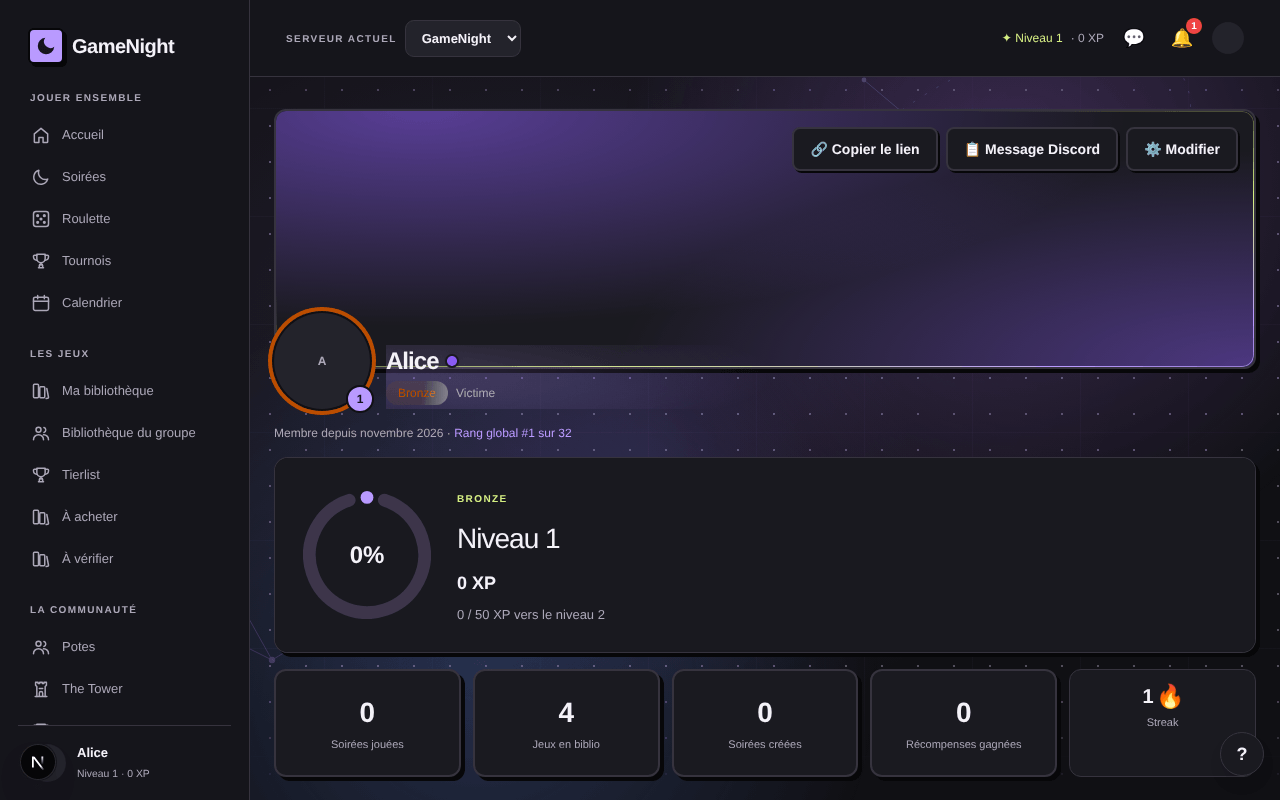 GameNight
SERVEUR ACTUEL
GameNight
✦ Niveau 1 · 0 XP
1
JOUER ENSEMBLE
Accueil
Soirées
Roulette
Tournois
Calendrier
LES JEUX
Ma bibliothèque
Bibliothèque du groupe
Tierlist
À acheter
À vérifier
LA COMMUNAUTÉ
Potes
The Tower
N
Alice
Niveau 1 · 0 XP
Copier le lien
Message Discord
Modifier
A
1
Alice
Bronze
Victime
Membre depuis novembre 2026 · Rang global #1 sur 32
0%
BRONZE
Niveau 1
0 XP
0 / 50 XP vers le niveau 2
0
Soirées jouées
4
Jeux en biblio
0
Soirées créées
0
Récompenses gagnées
1 🔥
Streak
?